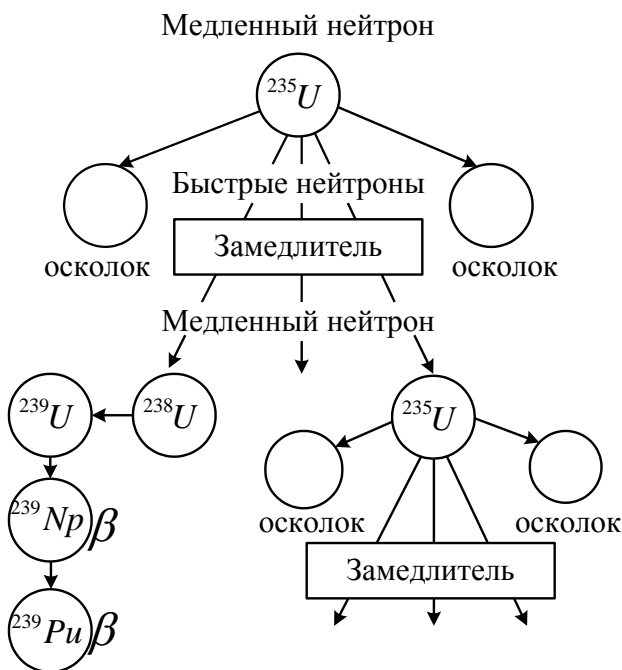 Медленный нейтрон
²³⁵U
Быстрые нейтроны
Замедлитель
осколок
осколок
Медленный нейтрон
²³⁹U
²³⁸U
²³⁵U
²³⁹Np β
осколок
осколок
Замедлитель
²³⁹Pu β